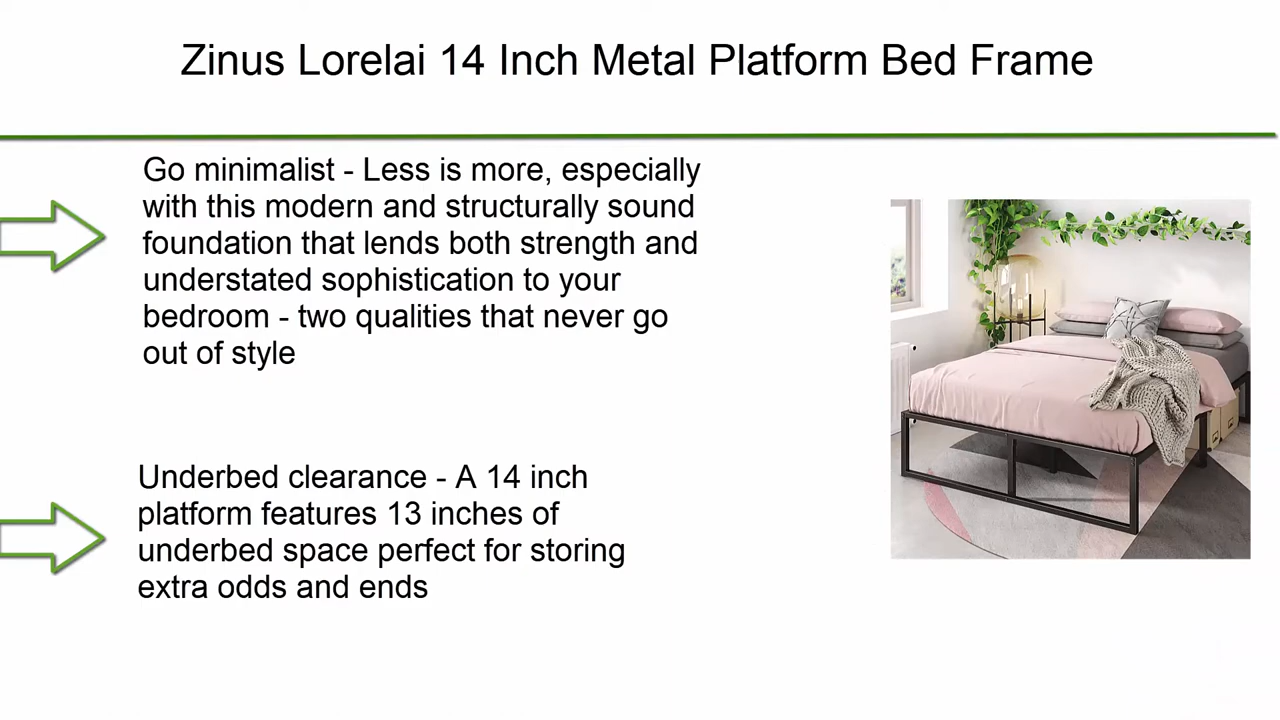 Zinus Lorelai 14 Inch Metal Platform Bed Frame
Go minimalist - Less is more, especially
with this modern and structurally sound
foundation that lends both strength and
understated sophistication to your
bedroom - two qualities that never go
out of style
Underbed clearance - A 14 inch
platform features 13 inches of
underbed space perfect for storing
extra odds and ends